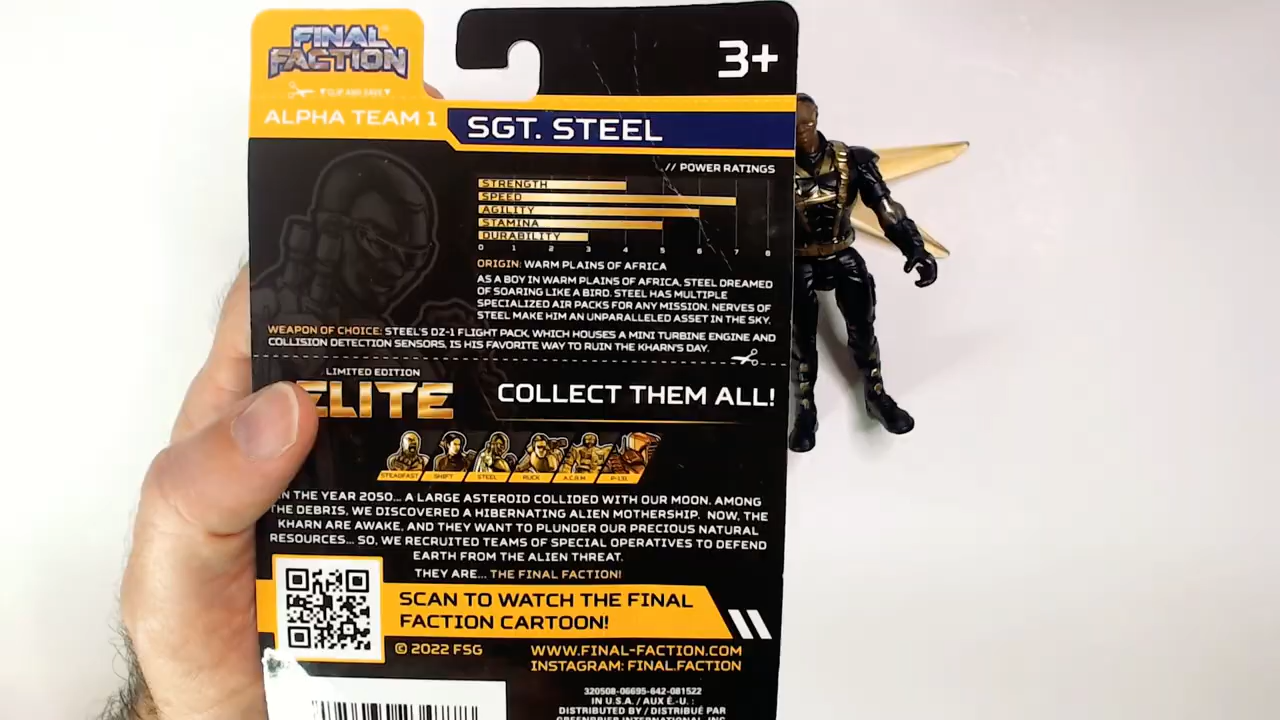 FINAL
FACTION
3+
▼CLIP AND SAVE▼
ALPHA TEAM 1
SGT. STEEL
// POWER RATINGS
STRENGTH
SPEED
AGILITY
STAMINA
DURABILITY
0 1 2 3 4 5 6 7 8
ORIGIN: WARM PLAINS OF AFRICA
AS A BOY IN WARM PLAINS OF AFRICA, STEEL DREAMED
OF SOARING LIKE A BIRD. STEEL HAS MULTIPLE
SPECIALIZED AIR PACKS FOR ANY MISSION. NERVES OF
STEEL MAKE HIM AN UNPARALLELED ASSET IN THE SKY.
WEAPON OF CHOICE: STEEL'S DZ-1 FLIGHT PACK, WHICH HOUSES A MINI TURBINE ENGINE AND
COLLISION DETECTION SENSORS, IS HIS FAVORITE WAY TO RUIN THE KHARN'S DAY.
LIMITED EDITION
ELITE
COLLECT THEM ALL!
STEADFAST SHIFT STEEL RUCK A.C.R.M P-13L
IN THE YEAR 2050... A LARGE ASTEROID COLLIDED WITH OUR MOON. AMONG
THE DEBRIS, WE DISCOVERED A HIBERNATING ALIEN MOTHERSHIP. NOW, THE
KHARN ARE AWAKE, AND THEY WANT TO PLUNDER OUR PRECIOUS NATURAL
RESOURCES... SO, WE RECRUITED TEAMS OF SPECIAL OPERATIVES TO DEFEND
EARTH FROM THE ALIEN THREAT.
THEY ARE... THE FINAL FACTION!
SCAN TO WATCH THE FINAL
FACTION CARTOON!
© 2022 FSG
WWW.FINAL-FACTION.COM
INSTAGRAM: FINAL.FACTION
320508-06695-642-081522
IN U.S.A. / AUX É.-U. :
DISTRIBUTED BY / DISTRIBUÉ PAR
GREENBRIER INTERNATIONAL, INC.